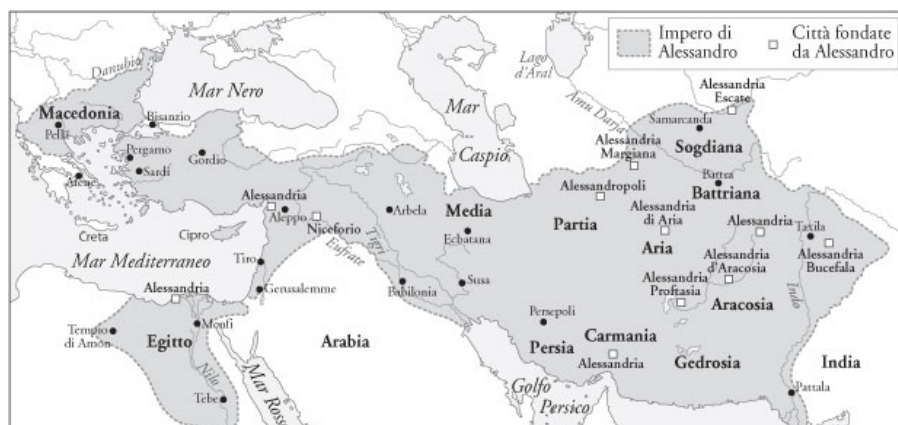 Impero di
Alessandro
Città fondate
da Alessandro
Danubio
Mar Nero
Lago
d'Aral
Mar
Caspio
Amu Darja
Alessandria
Escate
Samarcanda
Sogdiana
Macedonia
Pella
Bisanzio
Pergamo
Gordio
Sardi
Atene
Alessandria
Margiana
Battra
Battriana
Alessandropoli
Alessandria
Aleppo
Niceforio
Arbela
Media
Ecbatana
Partia
Alessandria
di Aria
Aria
Alessandria
Taxila
Alessandria
Bucefala
Creta
Cipro
Mar Mediterraneo
Tigri
Eufrate
Tiro
Babilonia
Susa
Alessandria
d'Aracosia
Alessandria
Proftasia
Aracosia
Indo
Alessandria
Gerusalemme
Tempio
di Amon
Egitto
Menfi
Arabia
Persepoli
Persia
Carmania
Alessandria
Gedrosia
India
Nilo
Tebe
Mar Rosso
Golfo
Persico
Pattala